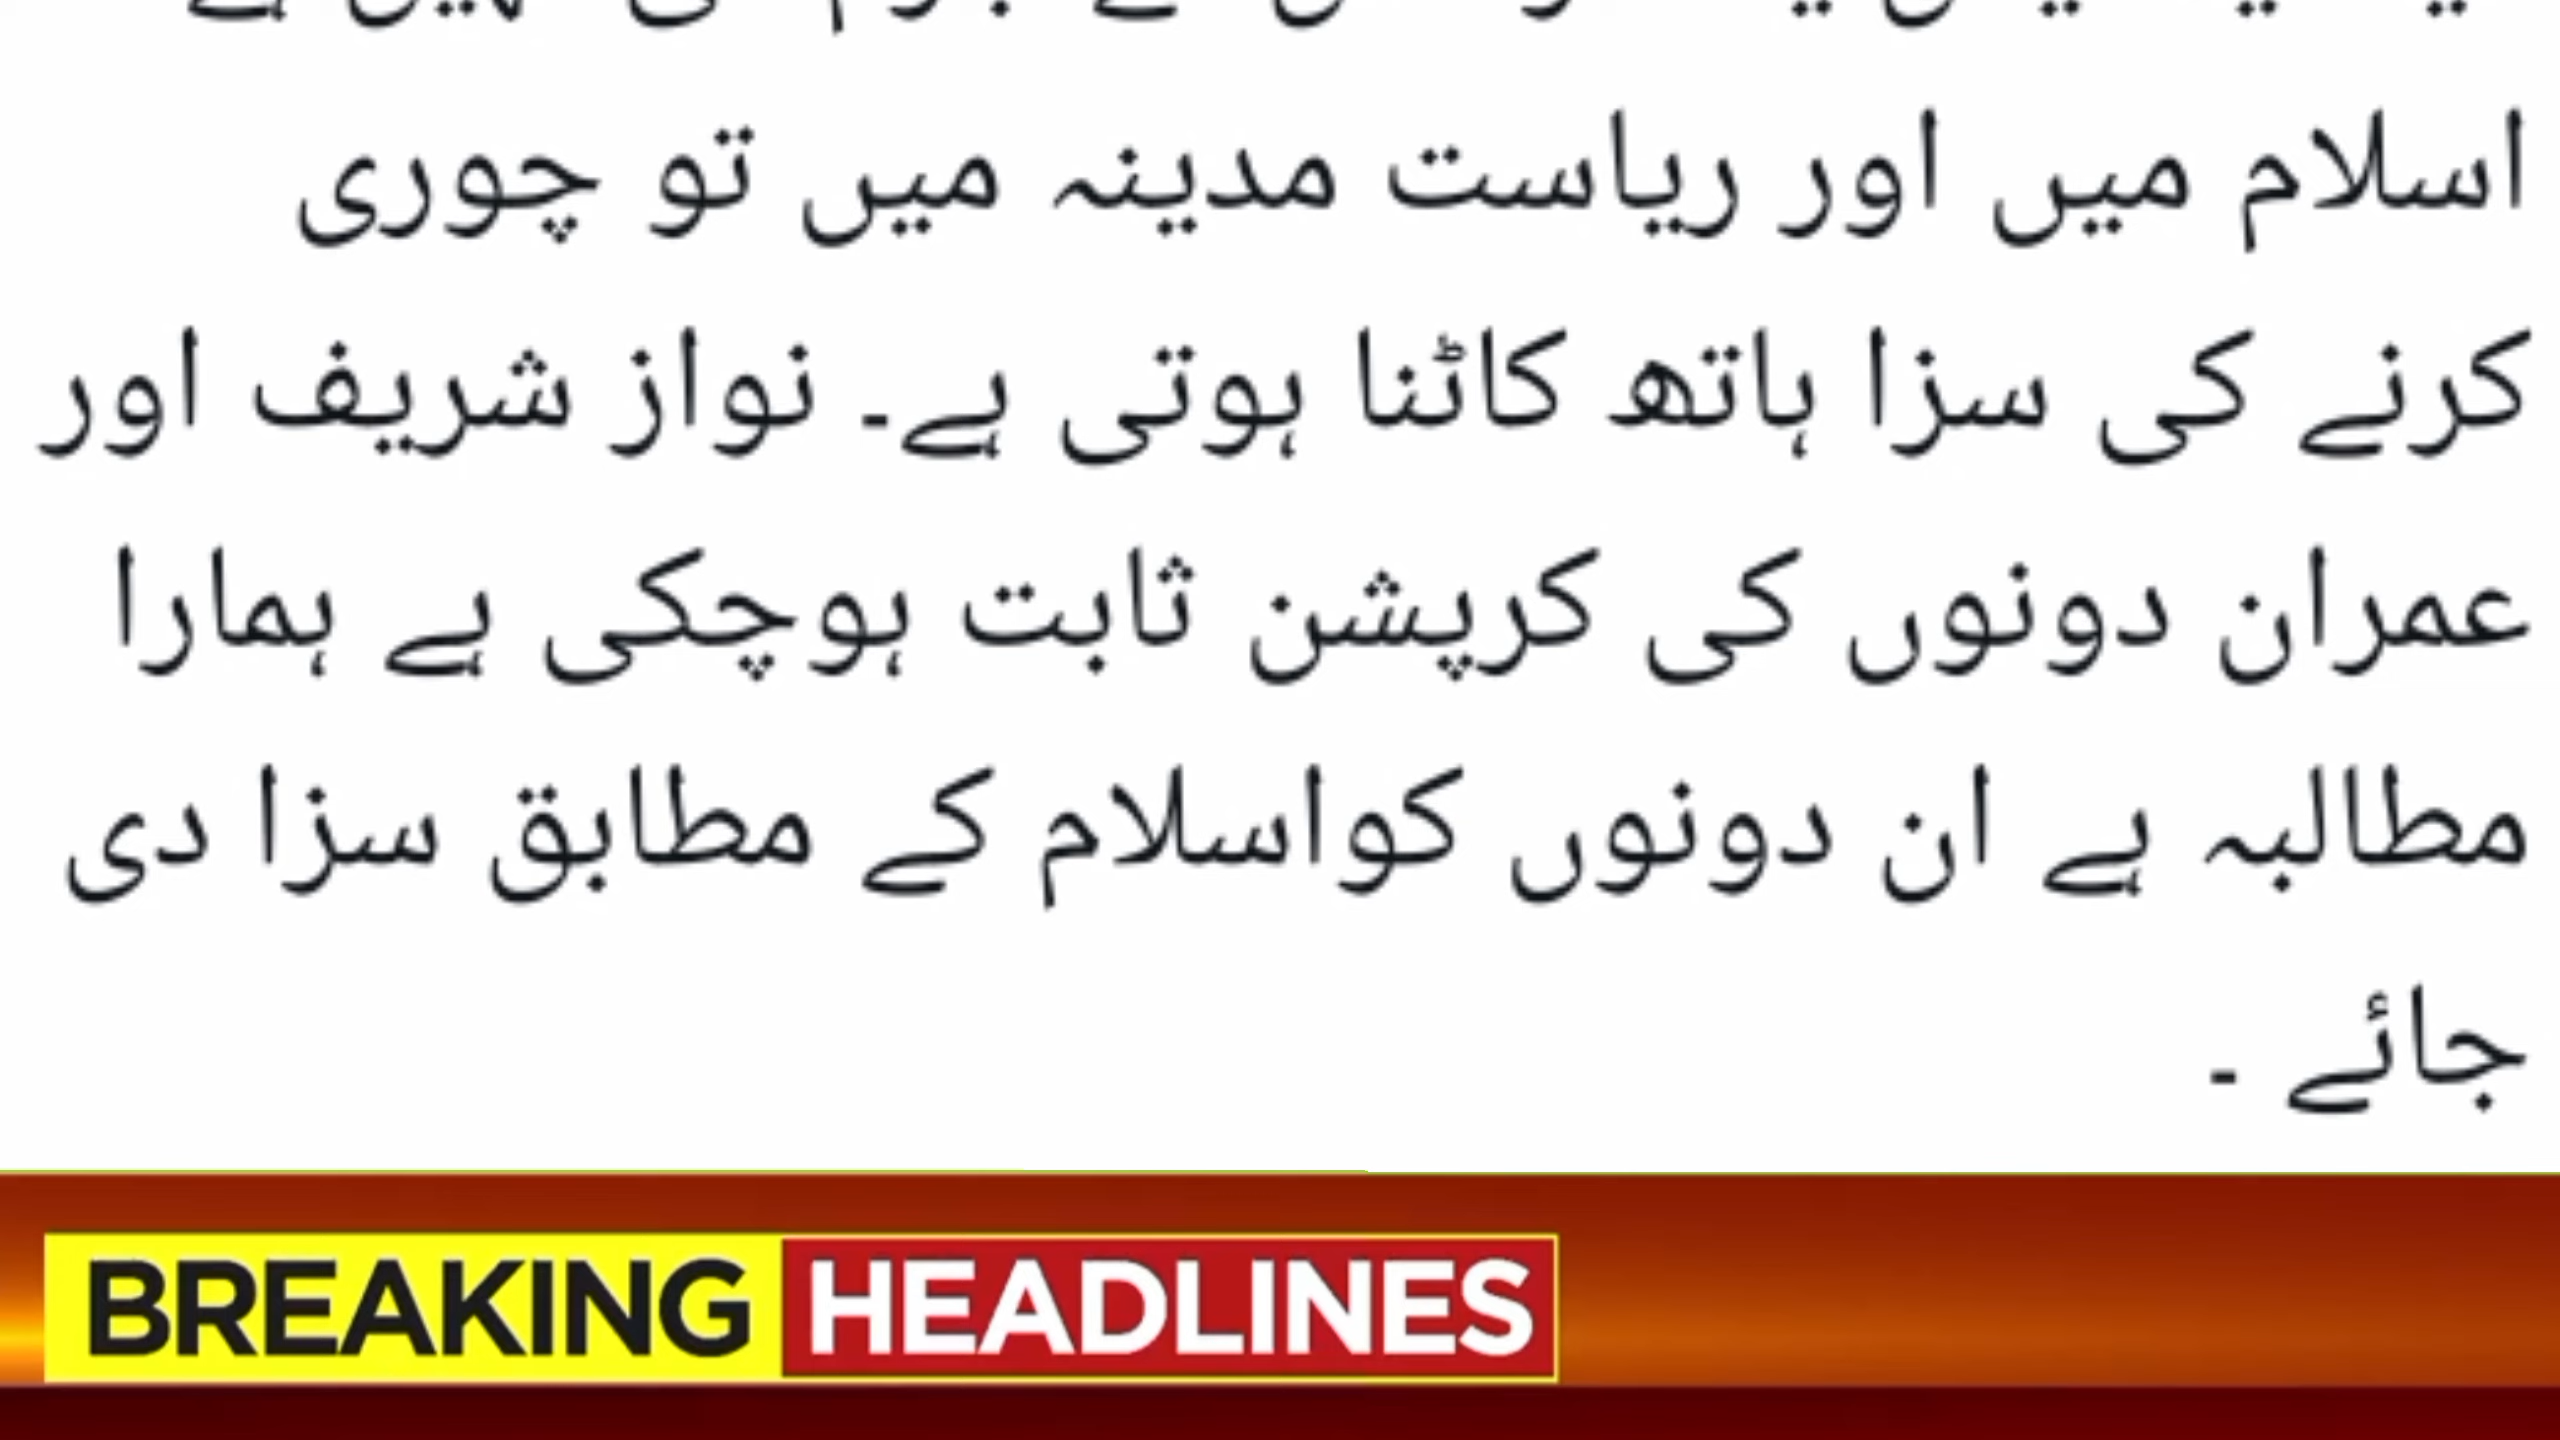 اسلام میں اور ریاست مدینہ میں تو چوری
کرنے کی سزا ہاتھ کاٹنا ہوتی ہے۔ نواز شریف اور
عمران دونوں کی کرپشن ثابت ہوچکی ہے ہمارا
مطالبہ ہے ان دونوں کواسلام کے مطابق سزا دی
جائے ۔
BREAKING HEADLINES